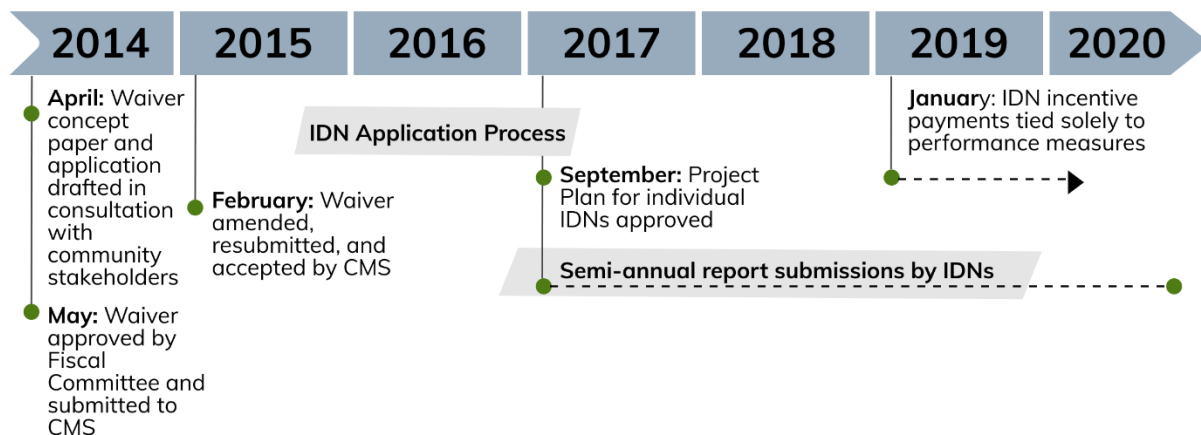 2014 2015 2016 2017 2018 2019 2020
April: Waiver
concept
paper and
application
drafted in
consultation
with
community
stakeholders
May: Waiver
approved by
Fiscal
Committee and
submitted to
CMS
February: Waiver
amended,
resubmitted, and
accepted by CMS
IDN Application Process
September: Project
Plan for individual
IDNs approved
Semi-annual report submissions by IDNs
January: IDN incentive
payments tied solely to
performance measures